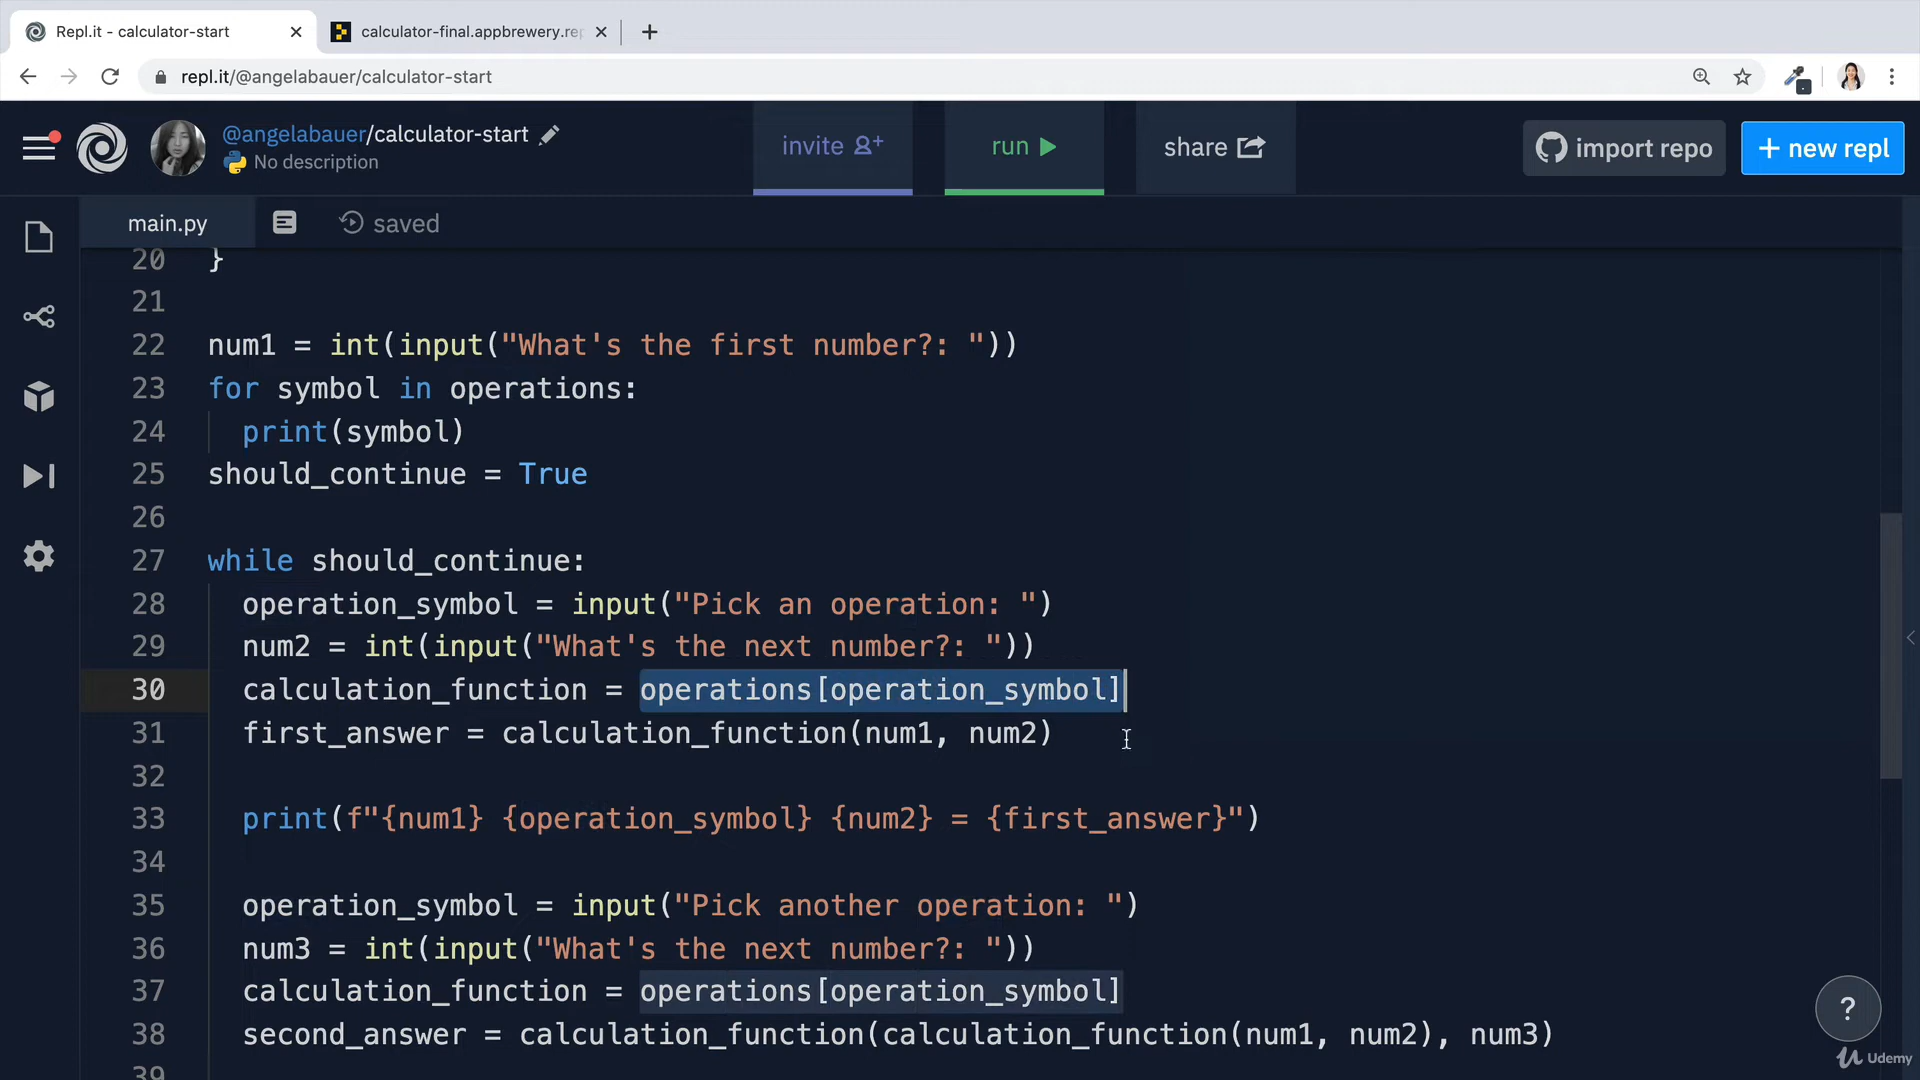 Repl.it - calculator-start
calculator-final.appbrewery.rep
repl.it/@angelabauer/calculator-start
@angelabauer/calculator-start
No description
invite
run
share
import repo
+ new repl
main.py
saved
20 }
21
22 num1 = int(input("What's the first number?: "))
23 for symbol in operations:
24 print(symbol)
25 should_continue = True
26
27 while should_continue:
28 operation_symbol = input("Pick an operation: ")
29 num2 = int(input("What's the next number?: "))
30 calculation_function = operations[operation_symbol]
31 first_answer = calculation_function(num1, num2)
32
33 print(f"{num1} {operation_symbol} {num2} = {first_answer}")
34
35 operation_symbol = input("Pick another operation: ")
36 num3 = int(input("What's the next number?: "))
37 calculation_function = operations[operation_symbol]
38 second_answer = calculation_function(calculation_function(num1, num2), num3)
39
?
Udemy